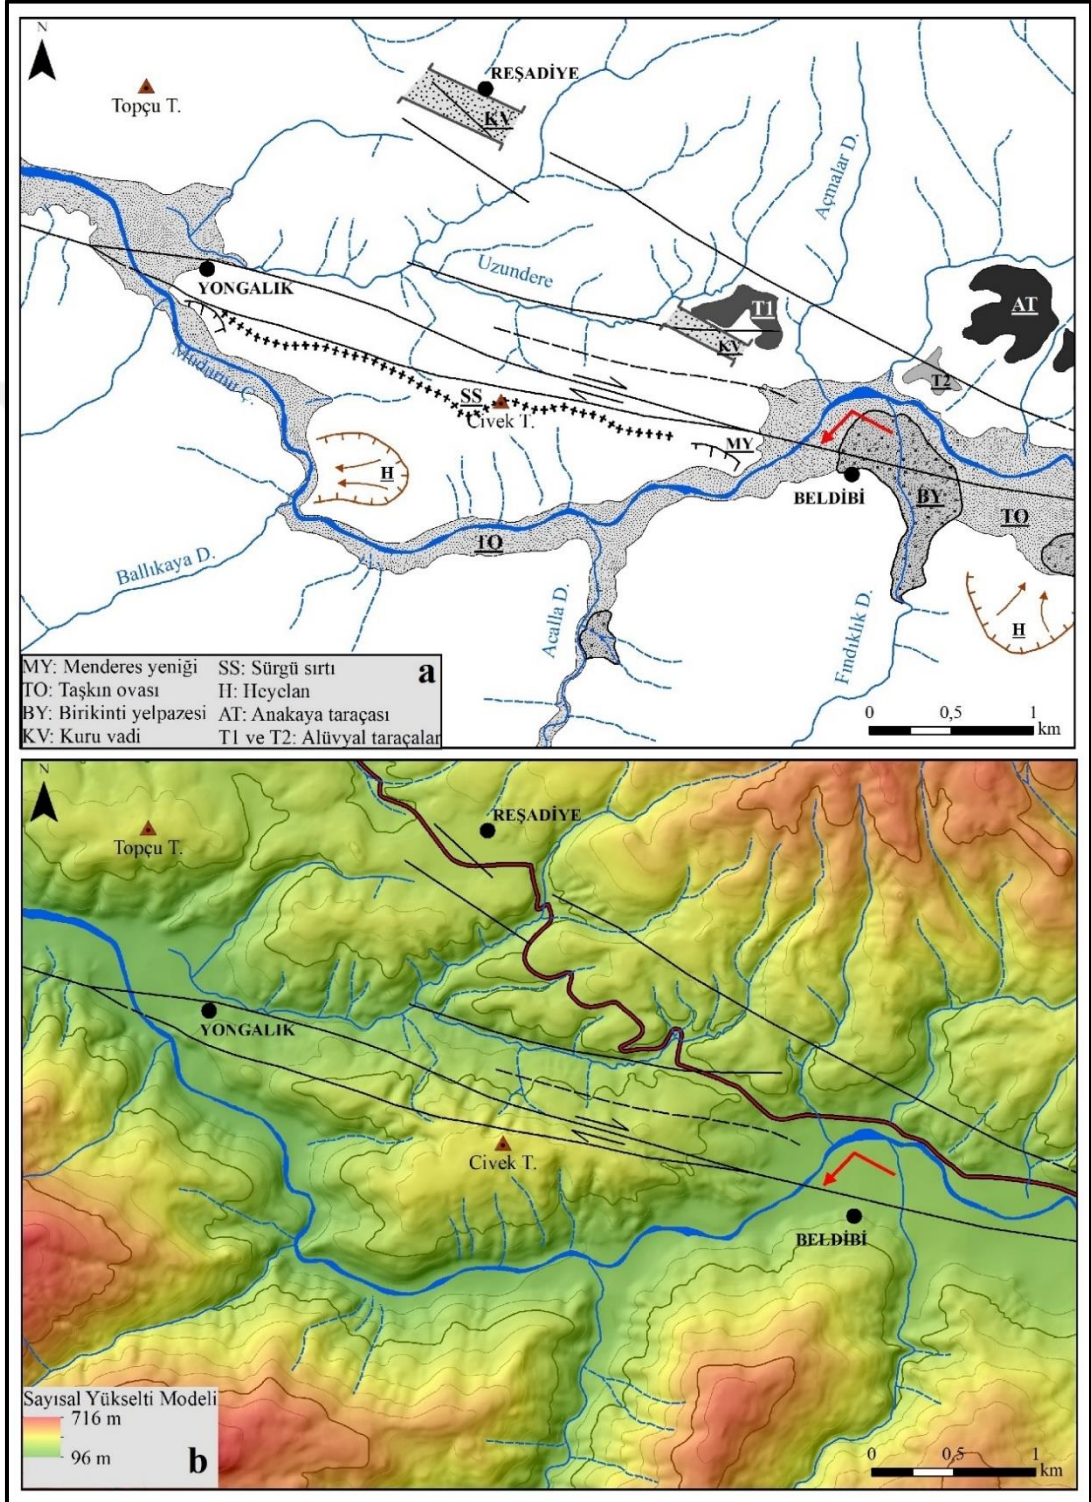 N
REŞADİYE
Topçu T.
KV
Açmalar D.
Uzundere
YONGALIK
T1
AT
KV
T2
Mudurnu Ç.
SS
Civek T.
MY
H
BELDİBİ
BY
TO
TO
Ballıkaya D.
Acalla D.
Fındıklık D.
H
MY: Menderes yeniği SS: Sürgü sırtı
TO: Taşkın ovası H: Heyelan
BY: Birikinti yelpazesi AT: Anakaya taraçası
KV: Kuru vadi T1 ve T2: Alüvyal taraçalar
a
0 0,5 1
km
N
REŞADİYE
Topçu T.
YONGALIK
Civek T.
BELDİBİ
Sayısal Yükselti Modeli
716 m
96 m
b
0 0,5 1
km